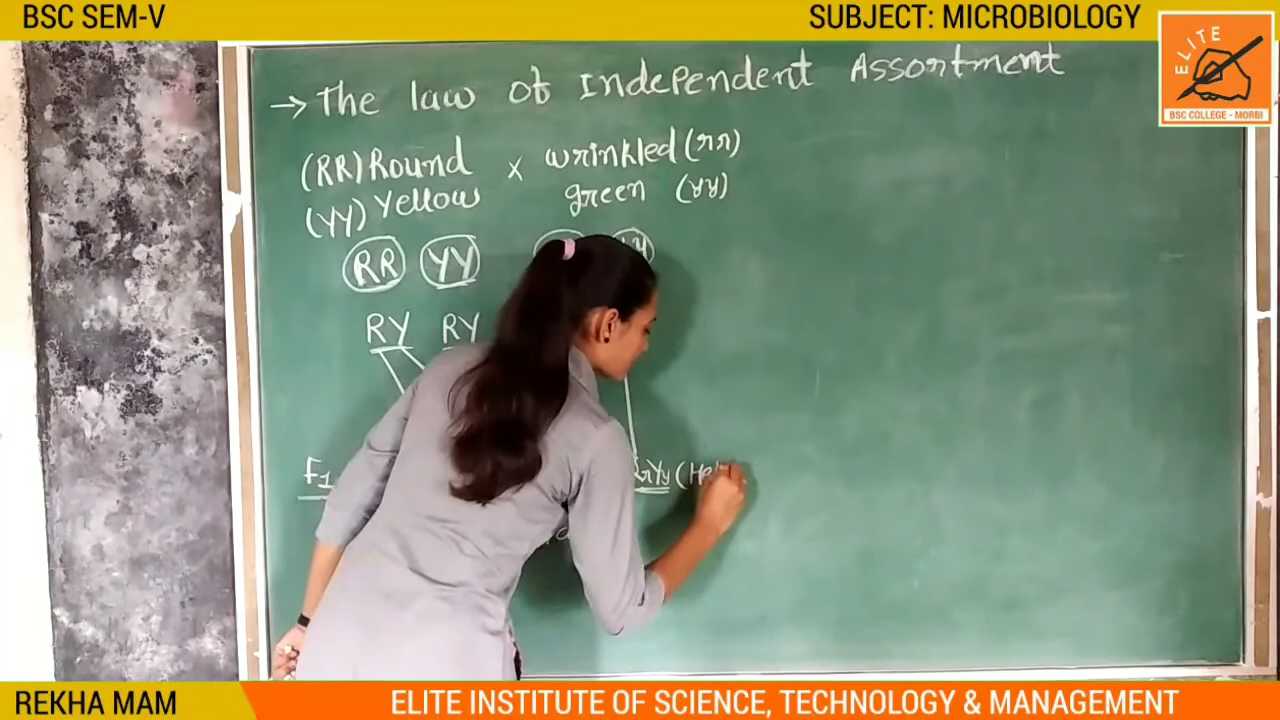 BSC SEM-V
SUBJECT: MICROBIOLOGY
ELITE
BSC COLLEGE - MORBI
→ The law of Independent Assortment
(RR) Round × wrinkled (rr)
(YY) Yellow green (yy)
RR YY
RY RY
F1
Yy (He
REKHA MAM
ELITE INSTITUTE OF SCIENCE, TECHNOLOGY & MANAGEMENT